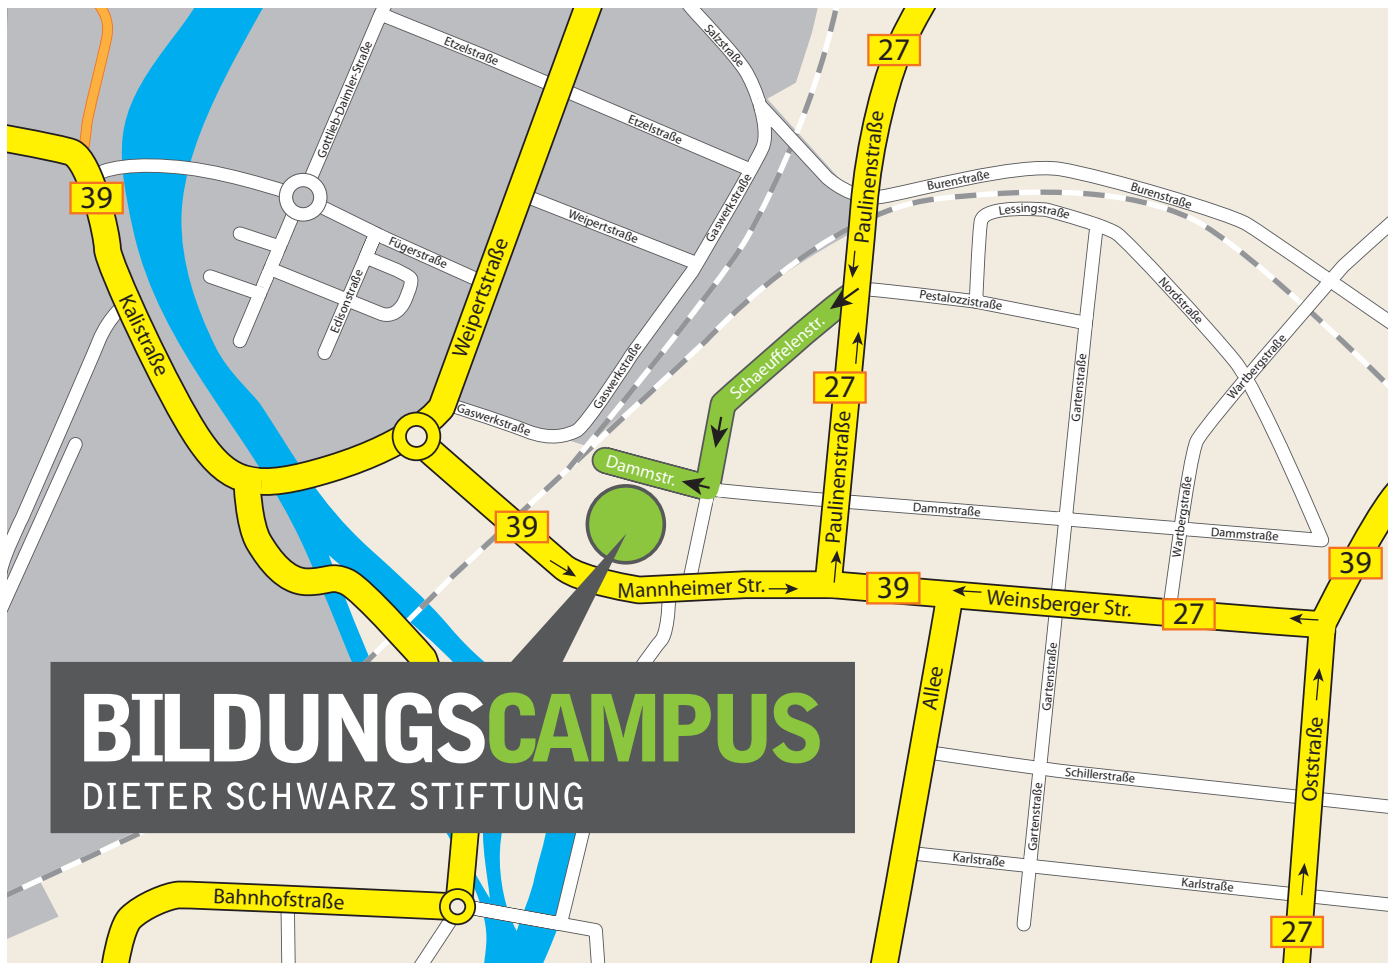 27
Salzstraße
Etzelstraße
Gottlieb-Daimler-Straße
Etzelstraße
Paulinenstraße
39
Burenstraße
Burenstraße
Lessingstraße
Gaswerkstraße
Weipertstraße
Fügerstraße
Edisonstraße
Weipertstraße
Kalistraße
Pestalozzistraße
Nordstraße
Schaeuffelenstr.
Wartbergstraße
Gartenstraße
27
Gaswerkstraße
Gaswerkstraße
Dammstr.
Paulinenstraße
Dammstraße
Wartbergstraße
Dammstraße
39
39
Mannheimer Str.
39
Weinsberger Str.
27
Allee
Gartenstraße
BILDUNGSCAMPUS
DIETER SCHWARZ STIFTUNG
Oststraße
Schillerstraße
Gartenstraße
Karlstraße
Karlstraße
Bahnhofstraße
27